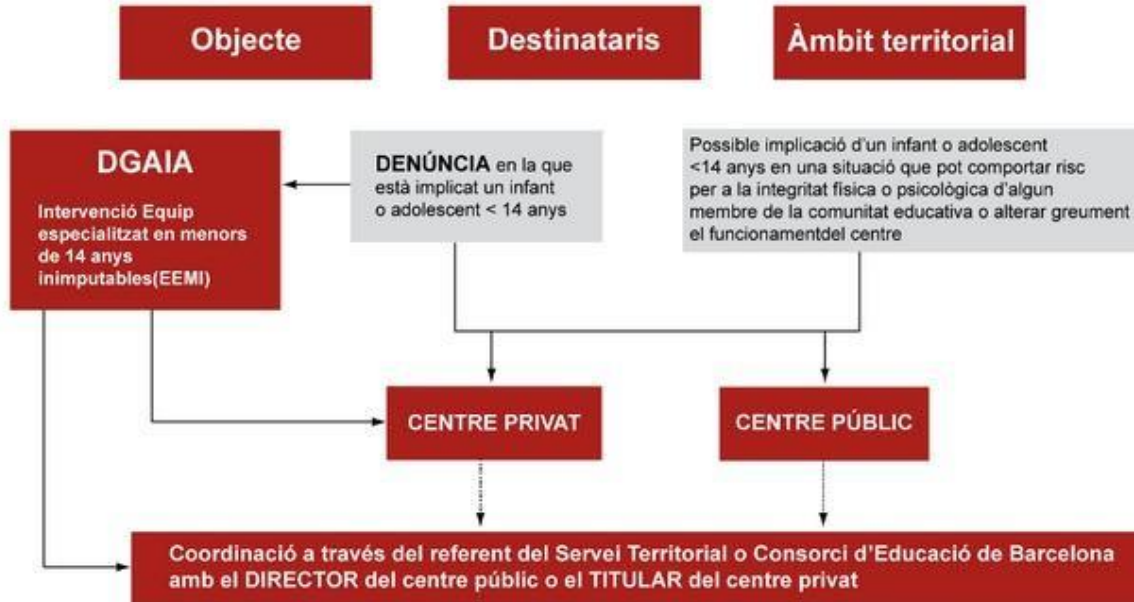 Objecte
Destinataris
Àmbit territorial
DGAIA
Intervenció Equip
especialitzat en menors
de 14 anys
inimputables(EEMI)
DENÚNCIA en la que
està implicat un infant
o adolescent < 14 anys
Possible implicació d'un infant o adolescent
<14 anys en una situació que pot comportar risc
per a la integritat física o psicològica d'algun
membre de la comunitat educativa o alterar greument
el funcionamentdel centre
CENTRE PRIVAT
CENTRE PÚBLIC
Coordinació a través del referent del Servei Territorial o Consorci d'Educació de Barcelona
amb el DIRECTOR del centre públic o el TITULAR del centre privat